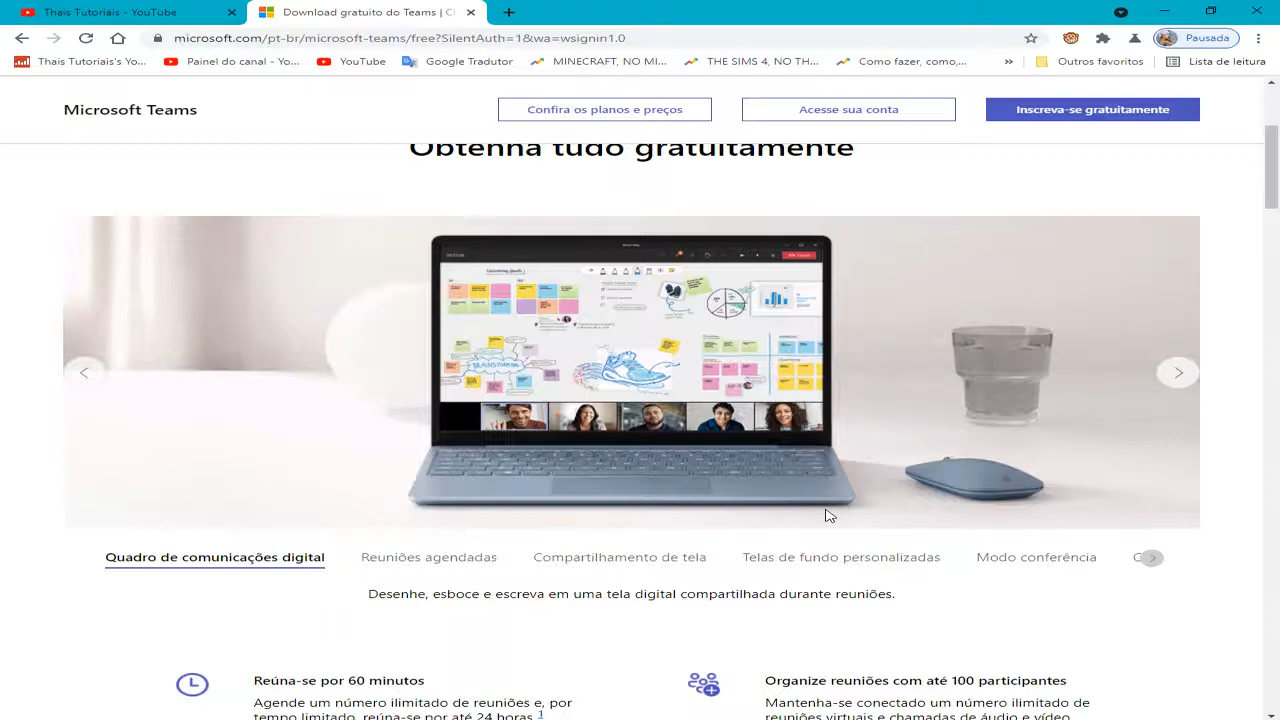 Thais Tutoriais - YouTube
Download gratuito do Teams | Cl
microsoft.com/pt-br/microsoft-teams/free?SilentAuth=1&wa=wsignin1.0
Pausada
Thais Tutoriais's Yo...
Painel do canal - Yo...
YouTube
Google Tradutor
MINECRAFT, NO MI...
THE SIMS 4, NO TH...
Como fazer, como,...
»
Outros favoritos
Lista de leitura
Microsoft Teams
Confira os planos e preços
Acesse sua conta
Inscreva-se gratuitamente
Obtenha tudo gratuitamente
BRAINSTORMING
Quadro de comunicações digital
Reuniões agendadas
Compartilhamento de tela
Telas de fundo personalizadas
Modo conferência
Desenhe, esboce e escreva em uma tela digital compartilhada durante reuniões.
Reúna-se por 60 minutos
Agende um número ilimitado de reuniões e, por
tempo limitado, reúna-se por até 24 horas. 1
Organize reuniões com até 100 participantes
Mantenha-se conectado um número ilimitado de
reuniões virtuais e chamadas de áudio e vídeo